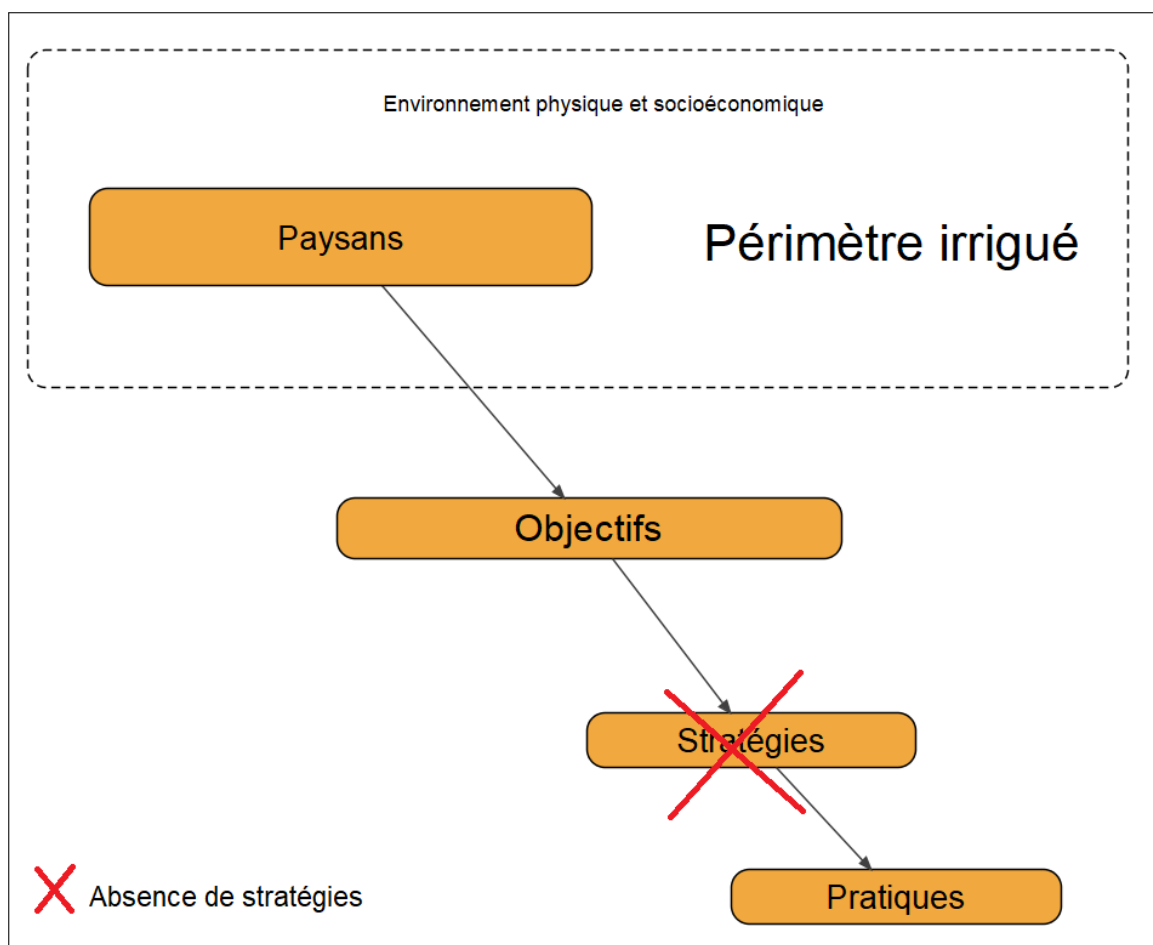 Environnement physique et socioéconomique
Paysans
Périmètre irrigué
Objectifs
Stratégies
Absence de stratégies
Pratiques